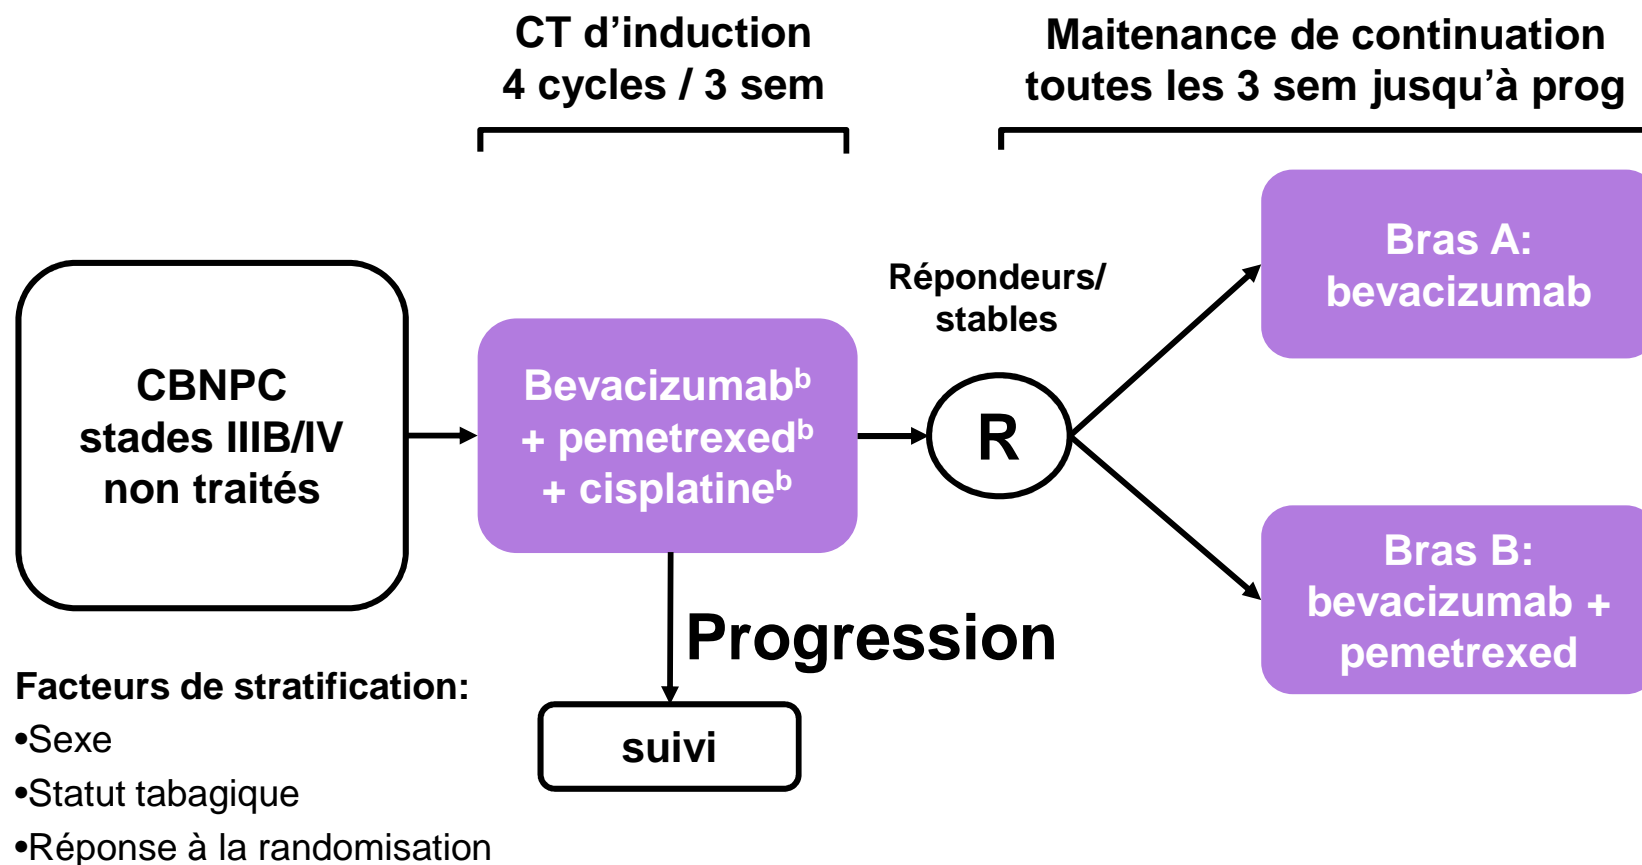 CT d’induction
4 cycles / 3 sem
Maitenance de continuation
toutes les 3 sem jusqu’à prog
CBNPC
stades IIIB/IV
non traités
Bevacizumabᵇ
+ pemetrexedᵇ
+ cisplatineᵇ
Répondeurs/
stables
R
Bras A:
bevacizumab
Bras B:
bevacizumab +
pemetrexed
Progression
suivi
Facteurs de stratification:
•Sexe
•Statut tabagique
•Réponse à la randomisation